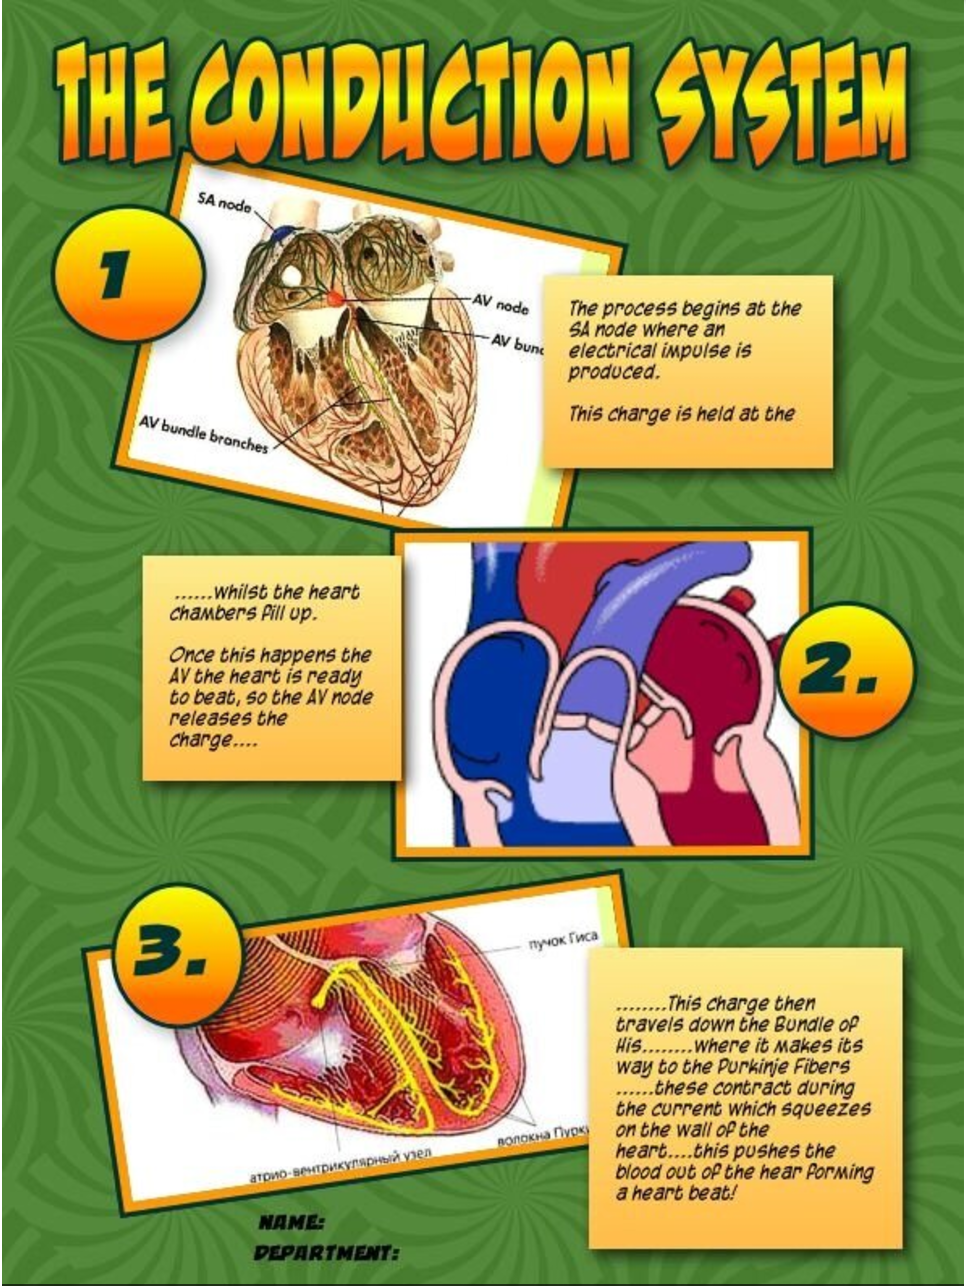 THE CONDUCTION SYSTEM
1
SA node
AV node
AV bundle branches
The process begins at the
SA node where an
electrical impulse is
produced.
This charge is held at the
......whilst the heart
chambers fill up.
Once this happens the
AV the heart is ready
to beat, so the AV node
releases the
charge....
2.
3.
пучок Гиса
волокна
атрио-вентрикулярный узел
........This charge then
travels down the Bundle of
His........where it makes its
way to the Purkinje Fibers
......these contract during
the current which squeezes
on the wall of the
heart....this pushes the
blood out of the hear forming
a heart beat!
NAME:
DEPARTMENT: